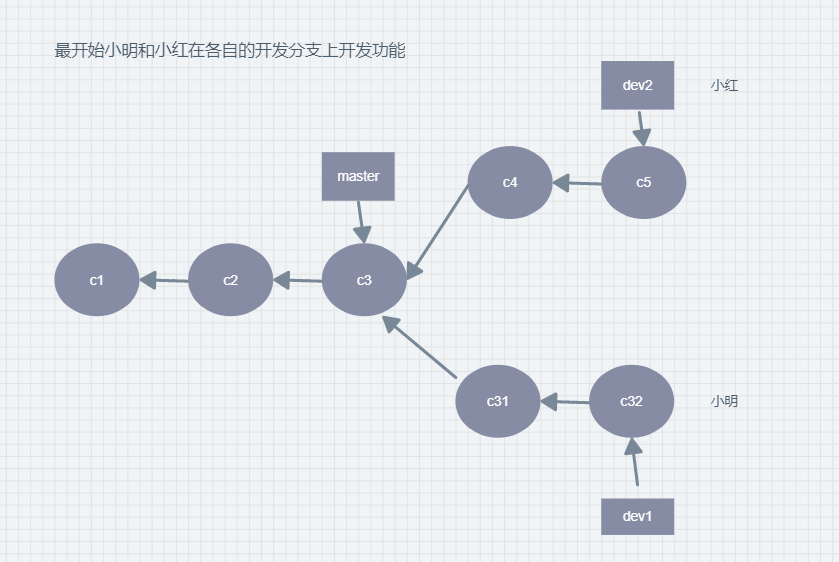 最开始小明和小红在各自的开发分支上开发功能
dev2
小红
master
c4
c5
c1
c2
c3
c31
c32
小明
dev1